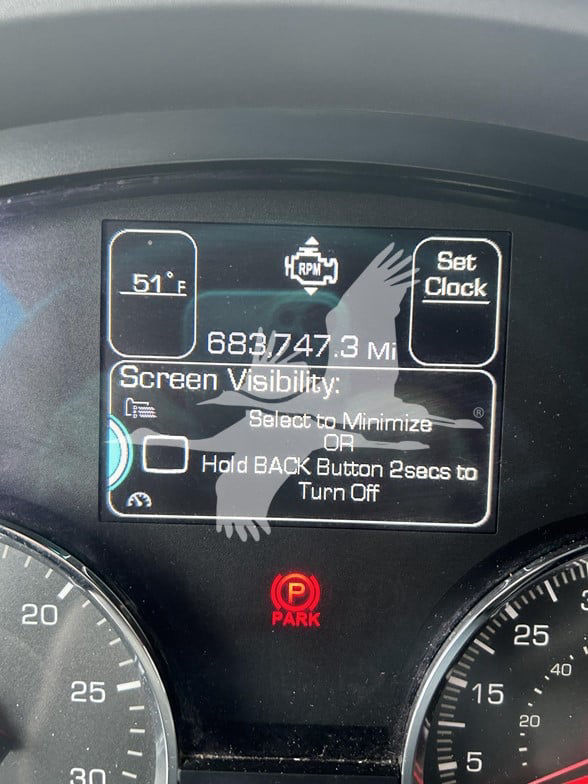 51° F
RPM
Set
Clock
683,747.3 Mi
Screen Visibility:
Select to Minimize
OR
Hold BACK Button 2secs to
Turn Off
®
P
PARK
20
25
30
25
15
5
40
20